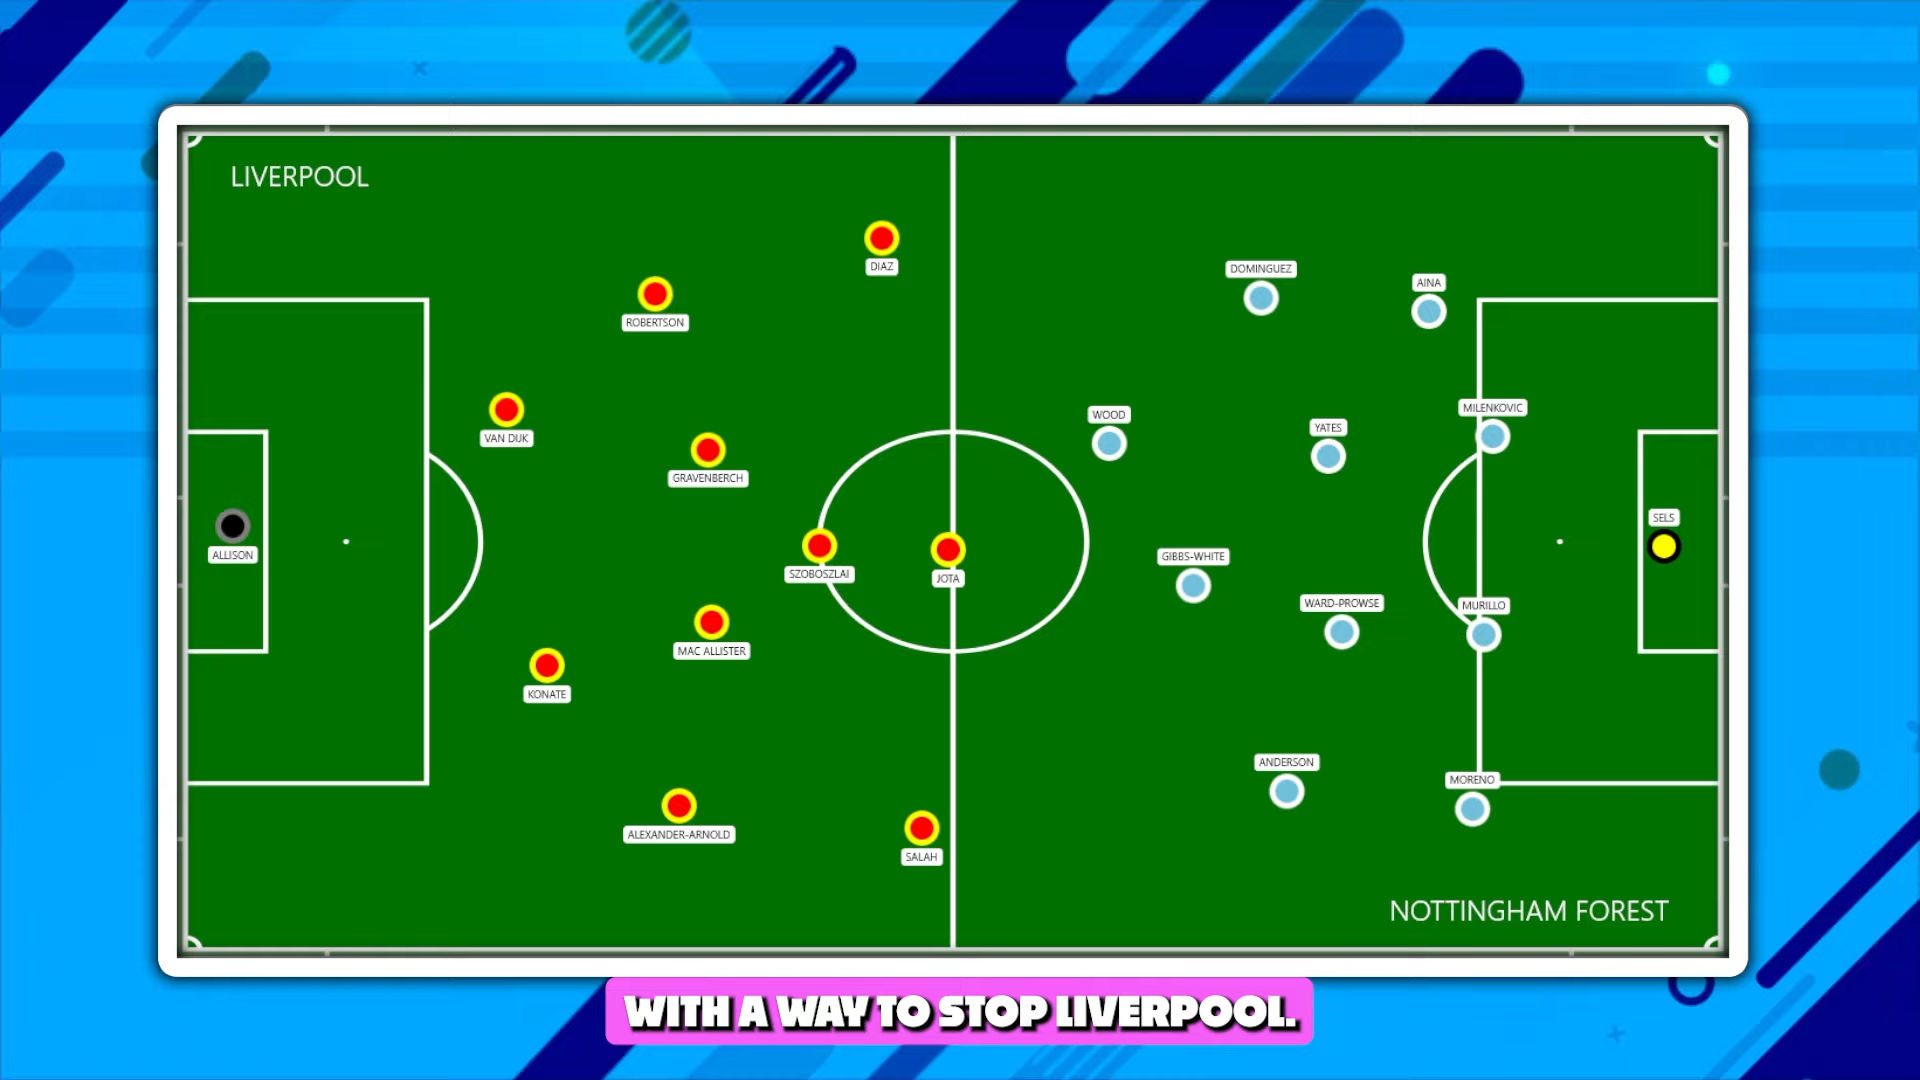 LIVERPOOL
DIAZ
DOMINGUEZ
AINA
ROBERTSON
WOOD
MILENKOVIC
YATES
VAN DIJK
GRAVENBERCH
SELS
ALLISON
SZOBOSZLAI
JOTA
GIBBS-WHITE
WARD-PROWSE
MURILLO
MAC ALLISTER
KONATE
ANDERSON
MORENO
ALEXANDER-ARNOLD
SALAH
NOTTINGHAM FOREST
WITH A WAY TO STOP LIVERPOOL.